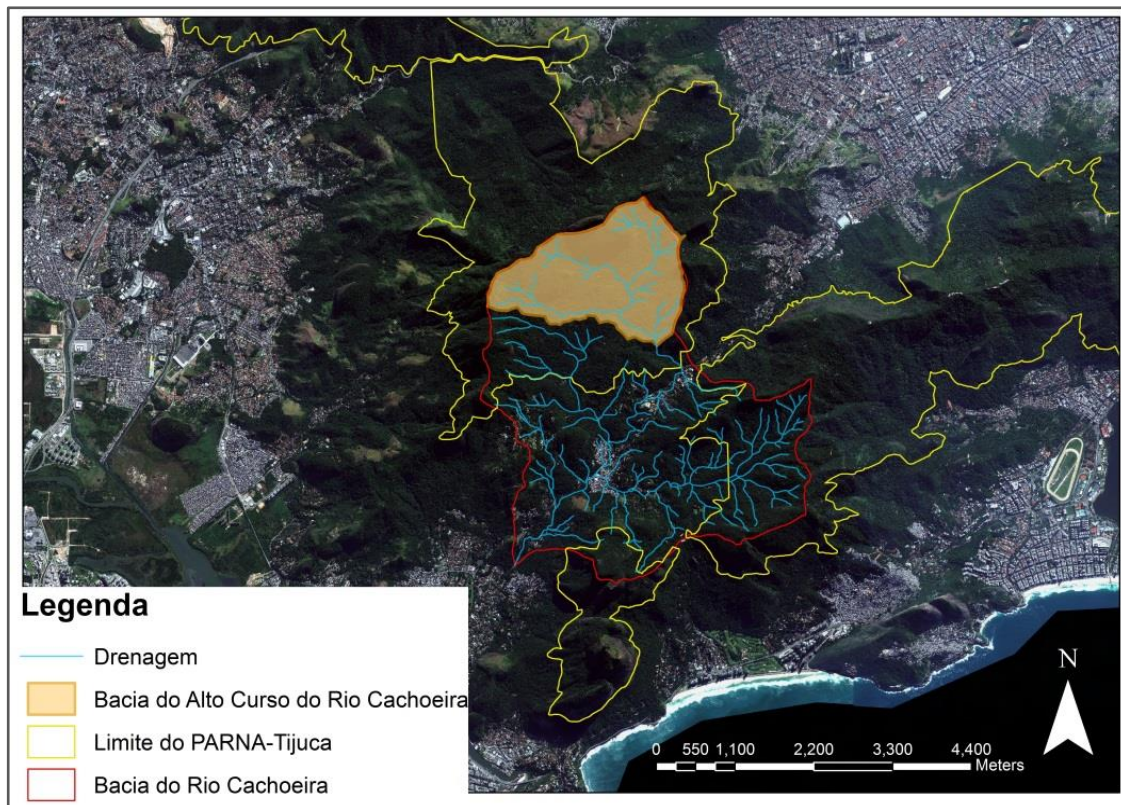 Legenda
Drenagem
Bacia do Alto Curso do Rio Cachoeira
Limite do PARNA-Tijuca
Bacia do Rio Cachoeira
N
0 550 1,100 2,200 3,300 4,400
Meters